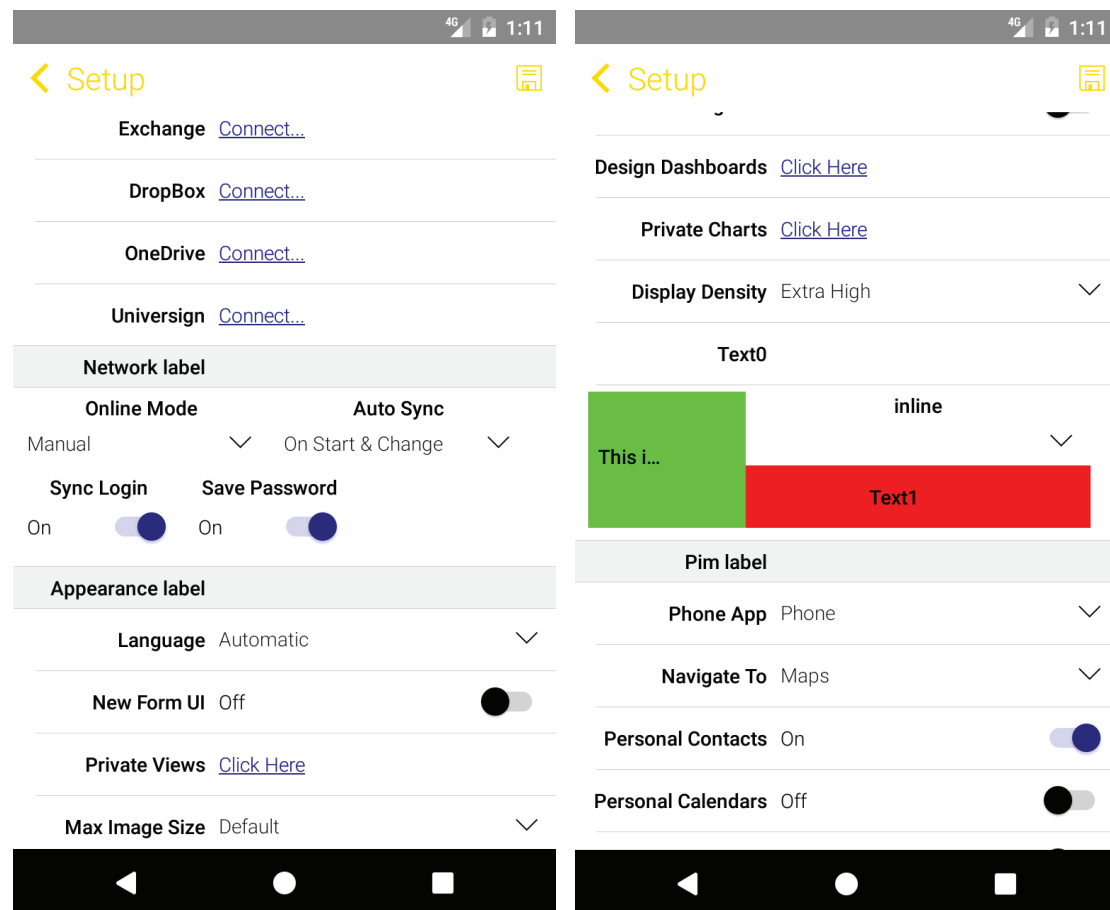 4G 1:11
Setup
Exchange Connect...
DropBox Connect...
OneDrive Connect...
Universign Connect...
Network label
Online Mode Auto Sync
Manual On Start & Change
Sync Login Save Password
On On
Appearance label
Language Automatic
New Form UI Off
Private Views Click Here
Max Image Size Default
4G 1:11
Setup
Design Dashboards Click Here
Private Charts Click Here
Display Density Extra High
Text0
inline
This i...
Text1
Pim label
Phone App Phone
Navigate To Maps
Personal Contacts On
Personal Calendars Off